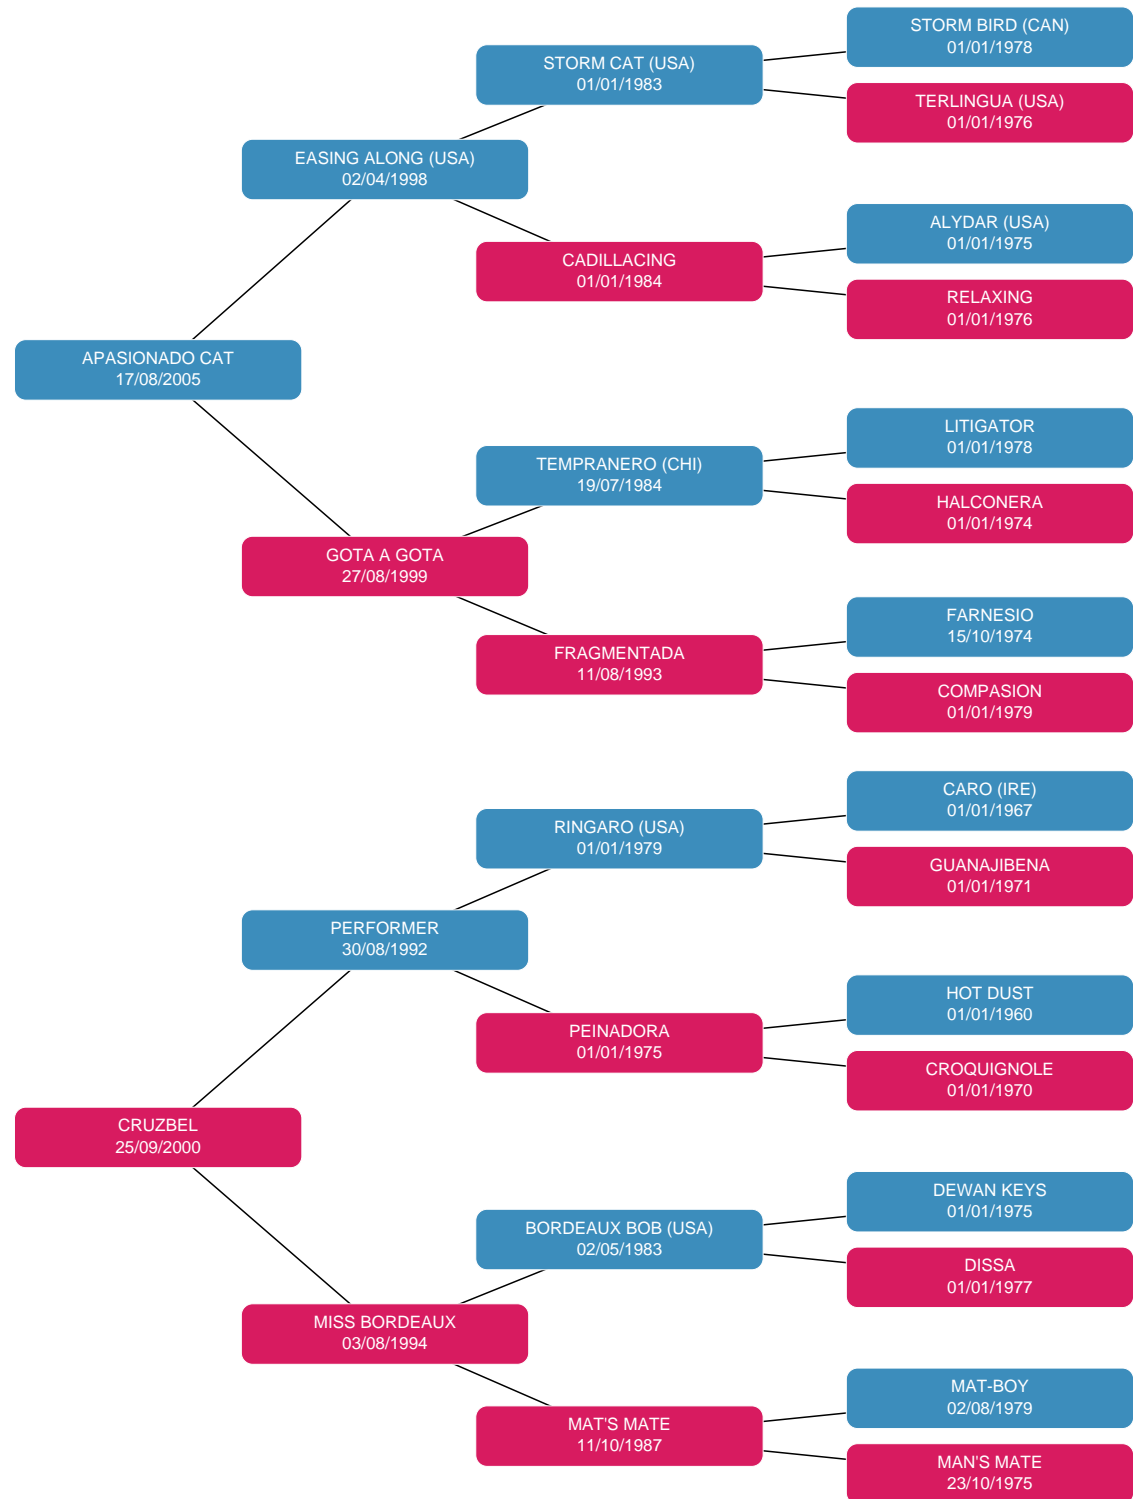 STORM BIRD (CAN)
01/01/1978
STORM CAT (USA)
01/01/1983
TERLINGUA (USA)
01/01/1976
EASING ALONG (USA)
02/04/1998
ALYDAR (USA)
01/01/1975
CADILLACING
01/01/1984
RELAXING
01/01/1976
APASIONADO CAT
17/08/2005
LITIGATOR
01/01/1978
TEMPRANERO (CHI)
19/07/1984
HALCONERA
01/01/1974
GOTA A GOTA
27/08/1999
FARNESIO
15/10/1974
FRAGMENTADA
11/08/1993
COMPASION
01/01/1979
CARO (IRE)
01/01/1967
RINGARO (USA)
01/01/1979
GUANAJIBENA
01/01/1971
PERFORMER
30/08/1992
HOT DUST
01/01/1960
PEINADORA
01/01/1975
CROQUIGNOLE
01/01/1970
CRUZBEL
25/09/2000
DEWAN KEYS
01/01/1975
BORDEAUX BOB (USA)
02/05/1983
DISSA
01/01/1977
MISS BORDEAUX
03/08/1994
MAT-BOY
02/08/1979
MAT'S MATE
11/10/1987
MAN'S MATE
23/10/1975